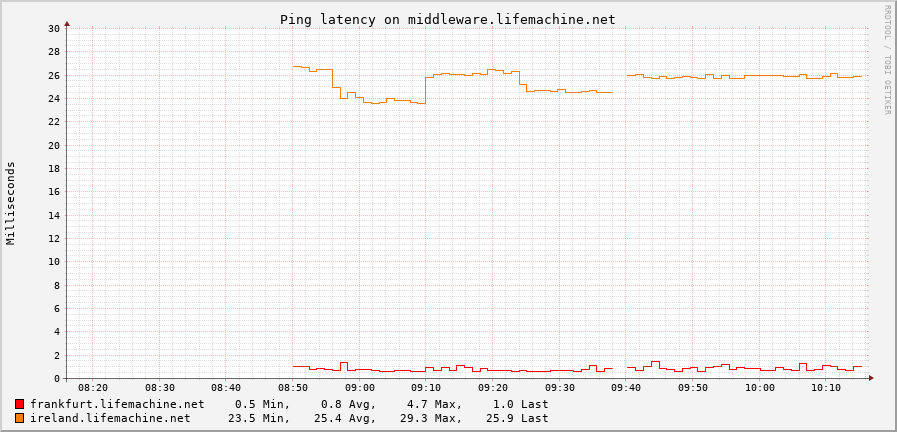 Ping latency on middleware.lifemachine.net
RRDTOOL / TOBI OETIKER
Milliseconds
30
28
26
24
22
20
18
16
14
12
10
8
6
4
2
0
08:20 08:30 08:40 08:50 09:00 09:10 09:20 09:30 09:40 09:50 10:00 10:10
frankfurt.lifemachine.net 0.5 Min, 0.8 Avg, 4.7 Max, 1.0 Last
ireland.lifemachine.net 23.5 Min, 25.4 Avg, 29.3 Max, 25.9 Last